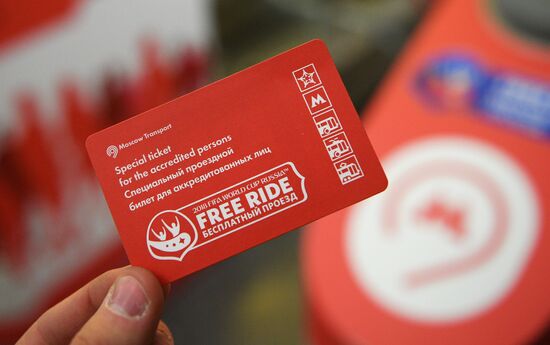 Moscow Transport
Special ticket
for the accredited persons
Специальный проездной
билет для аккредитованных лиц
2018 FIFA WORLD CUP RUSSIA™
FREE RIDE
БЕСПЛАТНЫЙ ПРОЕЗД